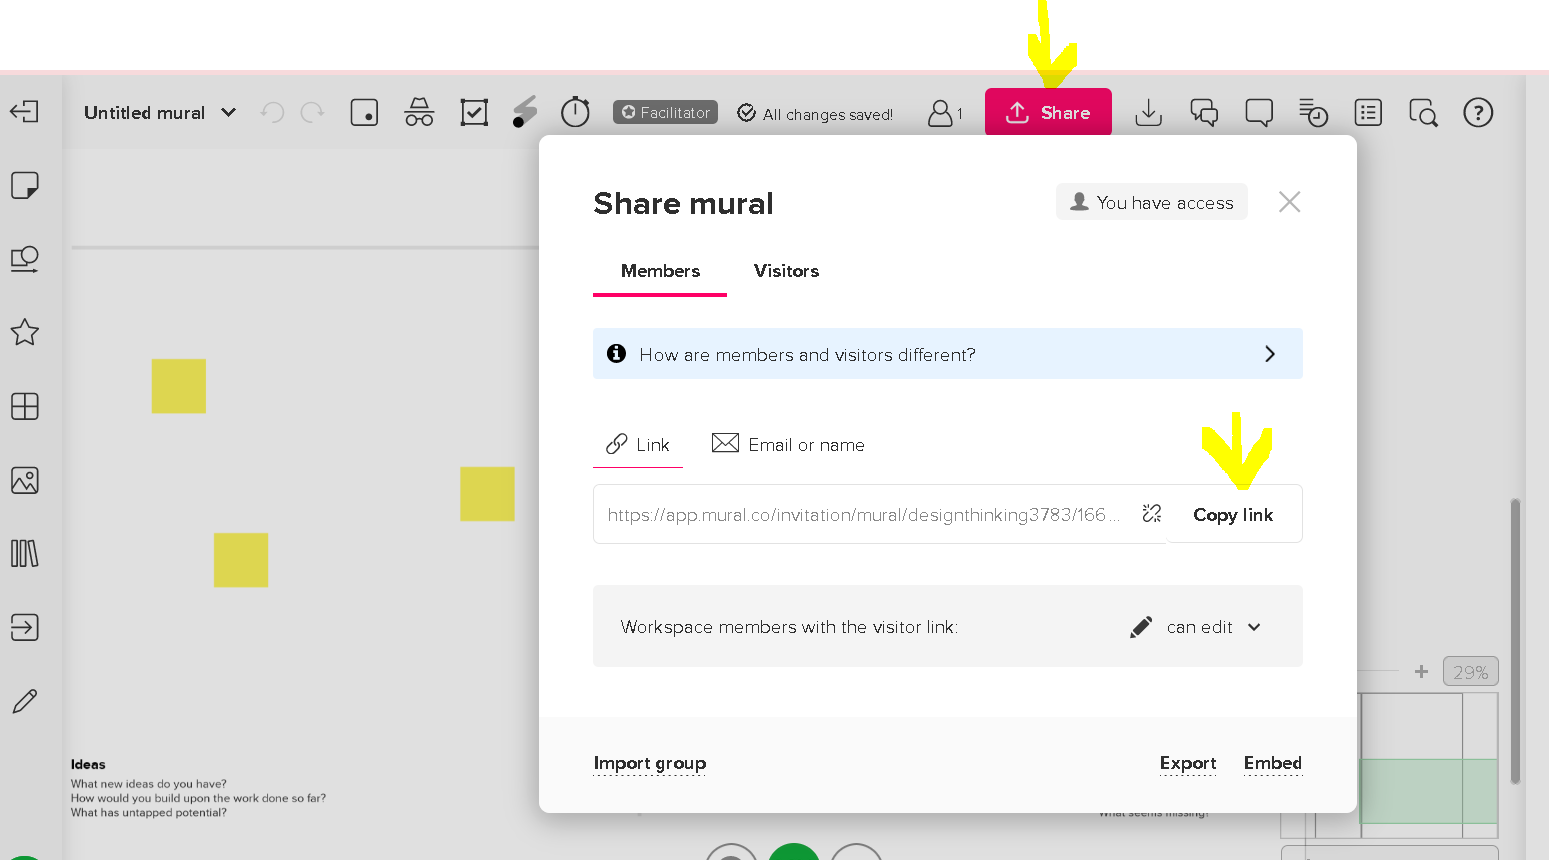 Untitled mural
Facilitator
All changes saved!
1
Share
Share mural
You have access
Members
Visitors
How are members and visitors different?
Link
Email or name
https://app.mural.co/invitation/mural/designthinking3783/166...
Copy link
Workspace members with the visitor link:
can edit
29%
Import group
Export
Embed
Ideas
What new ideas do you have?
How would you build upon the work done so far?
What has untapped potential?
What seems missing?